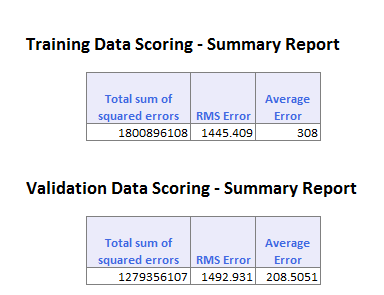 Training Data Scoring - Summary Report
Total sum of squared errors RMS Error Average Error
1800896108 1445.409 308
Validation Data Scoring - Summary Report
Total sum of squared errors RMS Error Average Error
1279356107 1492.931 208.5051